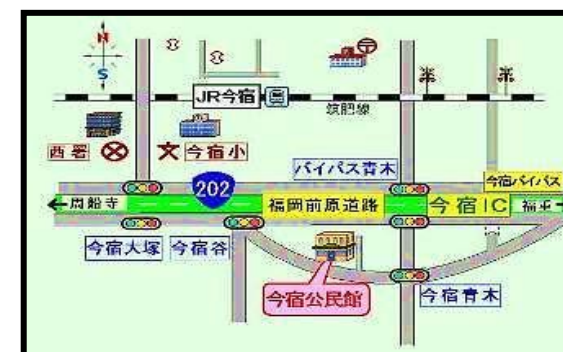 N
S
〒
JR今宿
筑肥線
西署
文
今宿小
バイパス青木
今宿バイパス
202
←周船寺
福岡前原道路
今宿IC
福重
今宿大塚
今宿谷
今宿公民館
今宿青木